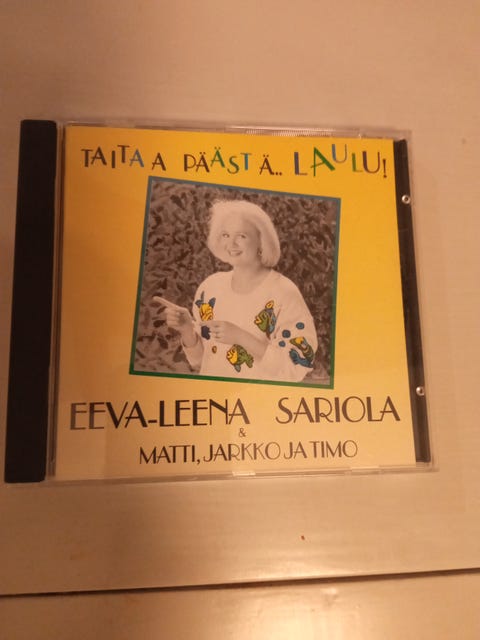 TAITAA PÄÄSTÄ.. LAULU!
EEVA-LEENA SARIOLA
&
MATTI, JARKKO JA TIMO